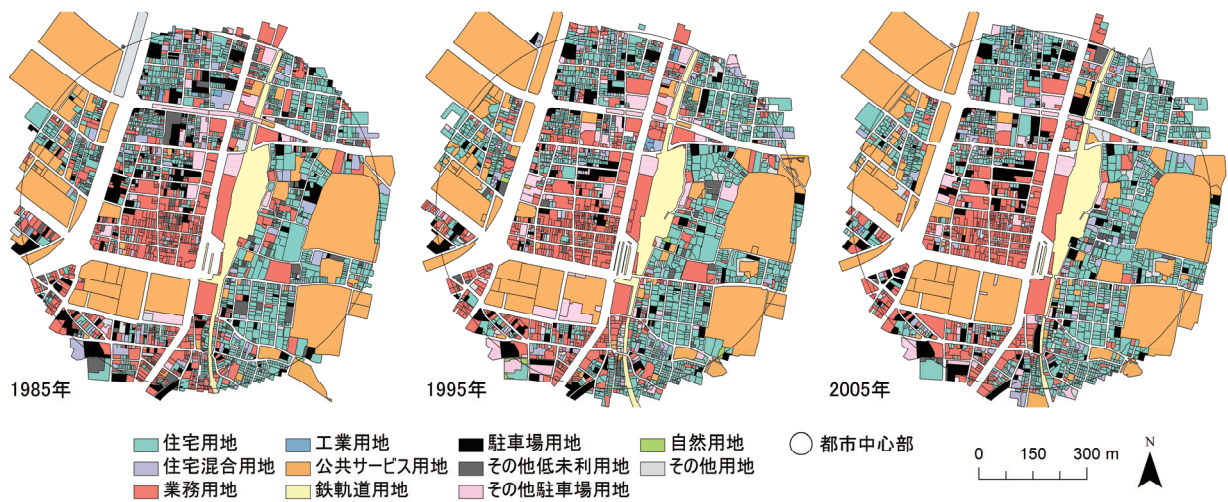 1985年
1995年
2005年
住宅用地
工業用地
駐車場用地
自然用地
都市中心部
住宅混合用地
公共サービス用地
その他低未利用地
その他用地
業務用地
鉄軌道用地
その他駐車場用地
0 150 300 m
N